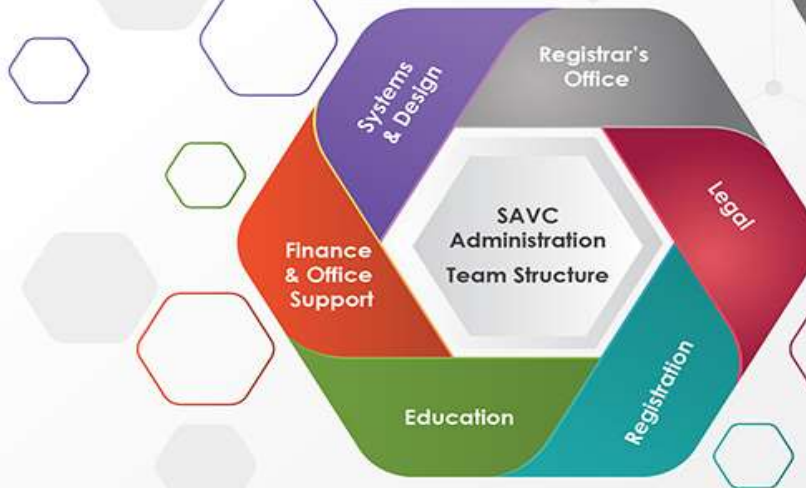 Systems
& Design
Registrar's
Office
Legal
SAVC
Administration
Team Structure
Finance
& Office
Support
Registration
Education